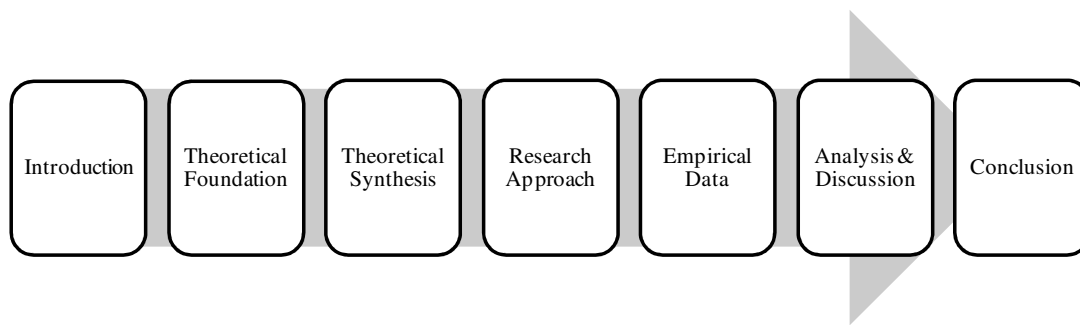 Introduction
Theoretical
Foundation
Theoretical
Synthesis
Research
Approach
Empirical
Data
Analysis &
Discussion
Conclusion